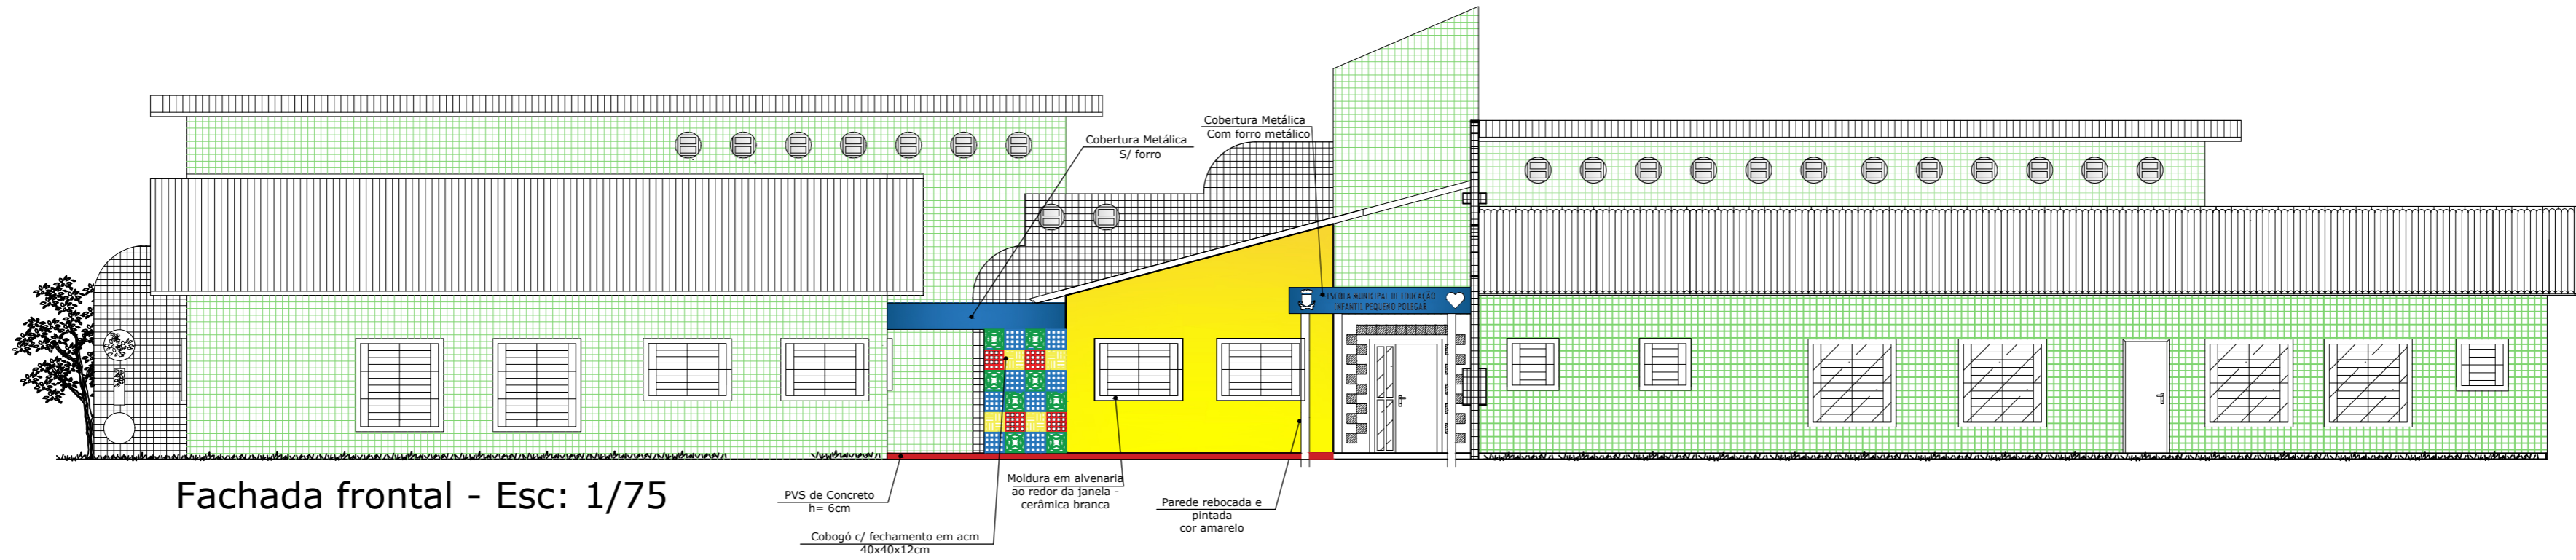 Cobertura Metálica
Com forro metálico
Cobertura Metálica
S/ forro
ESCOLA MUNICIPAL DE EDUCAÇÃO
INFANTIL PEQUENO POLEGAR
Fachada frontal - Esc: 1/75
PVS de Concreto
h= 6cm
Moldura em alvenaria
ao redor da janela -
cerâmica branca
Parede rebocada e
pintada
cor amarelo
Cobogó c/ fechamento em acm
40x40x12cm